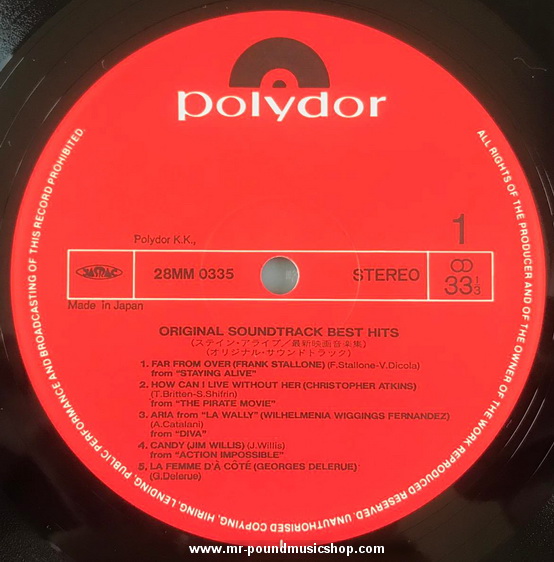 polydor
ALL RIGHTS OF THE PRODUCER AND OF THE OWNER OF THE WORK REPRODUCED RESERVED. UNAUTHORISED COPYING, HIRING, LENDING, PUBLIC PERFORMANCE AND BROADCASTING OF THIS RECORD PROHIBITED.
1
Polydor K.K.,
JASRAC
28MM 0335
STEREO
33 1/3
Made in Japan
ORIGINAL SOUNDTRACK BEST HITS
(ステイン・アライブ/最新映画音楽集)
(オリジナル・サウンドトラック)
1. FAR FROM OVER (FRANK STALLONE) (F.Stallone-V.Dicola)
from "STAYING ALIVE"
2. HOW CAN I LIVE WITHOUT HER (CHRISTOPHER ATKINS)
(T.Britten-S.Shifrin)
from "THE PIRATE MOVIE"
3. ARIA from "LA WALLY" (WILHELMENIA WIGGINGS FERNANDEZ)
(A.Catalani)
from "DIVA"
4. CANDY (JIM WILLIS) (J.Willis)
from "ACTION IMPOSSIBLE"
5. LA FEMME D'À CÔTÉ (GEORGES DELERUE)
(G.Delerue)
www.mr-poundmusicshop.com